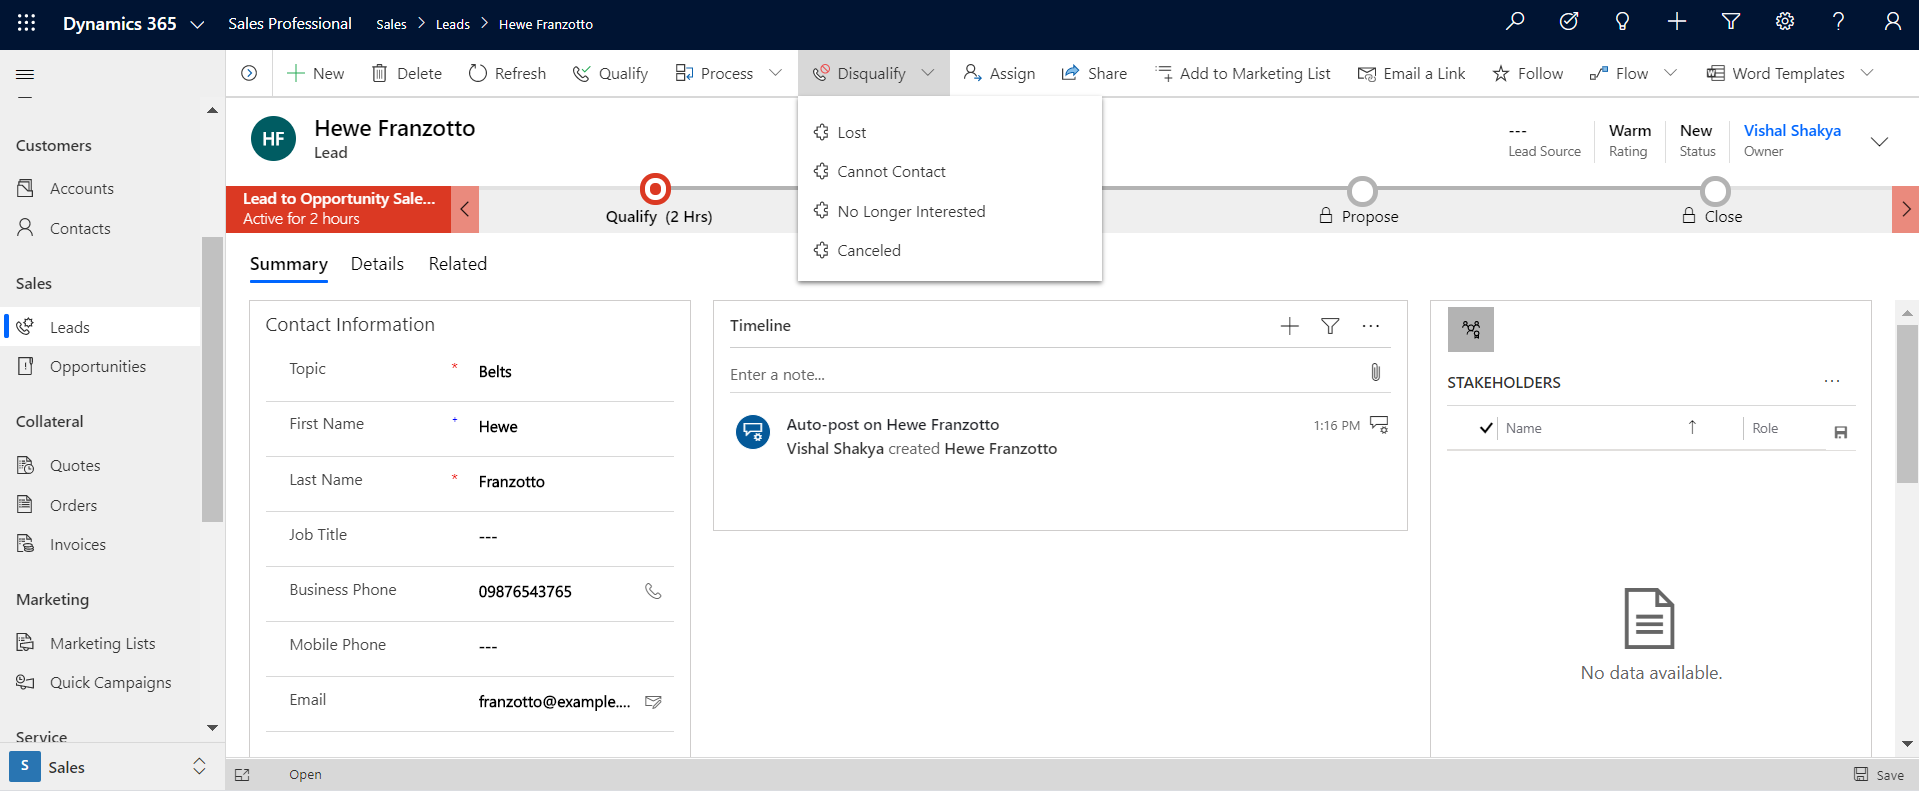 Dynamics 365 Sales Professional Sales > Leads > Hewe Franzotto
New Delete Refresh Qualify Process Disqualify Assign Share Add to Marketing List Email a Link Follow Flow Word Templates
Lost
Cannot Contact
No Longer Interested
Canceled
Customers
Accounts
Contacts
Sales
Leads
Opportunities
Collateral
Quotes
Orders
Invoices
Marketing
Marketing Lists
Quick Campaigns
Service
S Sales
HF Hewe Franzotto
Lead
--- Warm New Vishal Shakya
Lead Source Rating Status Owner
Lead to Opportunity Sale...
Active for 2 hours
Qualify (2 Hrs) Propose Close
Summary Details Related
Contact Information
Topic * Belts
First Name + Hewe
Last Name * Franzotto
Job Title ---
Business Phone 09876543765
Mobile Phone ---
Email franzotto@example....
Timeline
Enter a note...
Auto-post on Hewe Franzotto 1:16 PM
Vishal Shakya created Hewe Franzotto
STAKEHOLDERS
Name Role
No data available.
Open Save